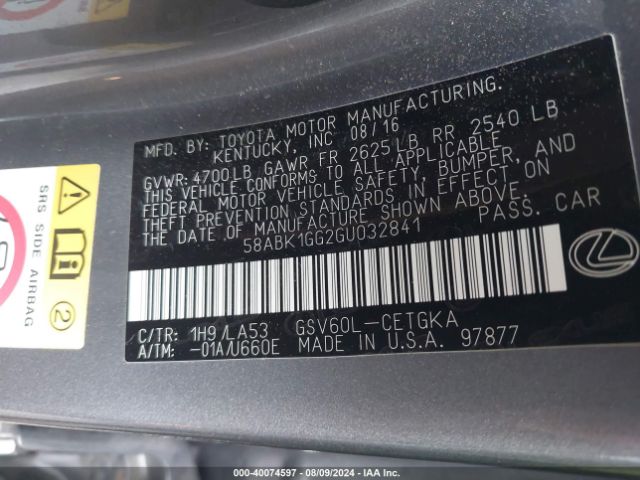 MFD. BY: TOYOTA MOTOR MANUFACTURING.
KENTUCKY, INC 08/16
GVWR: 4700LB GAWR FR 2625LB RR 2540 LB
THIS VEHICLE CONFORMS TO ALL APPLICABLE
FEDERAL MOTOR VEHICLE SAFETY, BUMPER, AND
THEFT PREVENTION STANDARDS IN EFFECT ON
THE DATE OF MANUFACTURE SHOWN ABOVE.
58ABK1GG2GU032841 PASS. CAR
C/TR: 1H9/LA53 GSV60L-CETGKA
A/TM: -01A/U660E MADE IN U.S.A. 97877
SRS SIDE AIRBAG
2
000-40074597 - 08/09/2024 - IAA Inc.